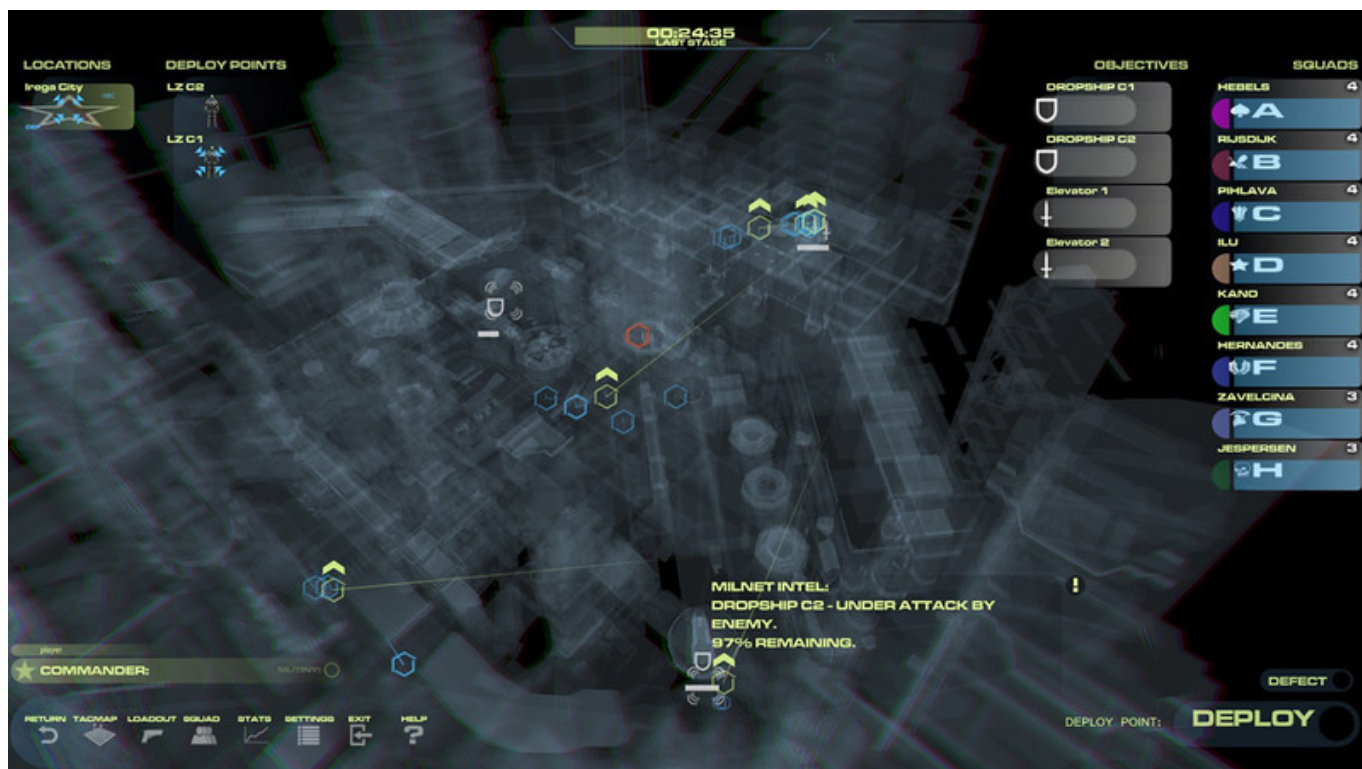 00:24:35
LAST STAGE
LOCATIONS
Irega City
ABC
DEF
DEPLOY POINTS
LZ C2
LZ C1
OBJECTIVES
DROPSHIP C1
DROPSHIP C2
Elevator 1
Elevator 2
SQUADS
HEBELS 4
A
RIJSDIJK 4
B
PIHLAVA 4
C
ILU 4
D
KANO 4
E
HERNANDES 4
F
ZAVELCINA 3
G
JESPERSEN 3
H
MILNET INTEL:
DROPSHIP C2 - UNDER ATTACK BY
ENEMY.
97% REMAINING.
!
player
COMMANDER: MUTINY!
RETURN TACMAP LOADOUT SQUAD STATS SETTINGS EXIT HELP
?
DEFECT
DEPLOY POINT: DEPLOY